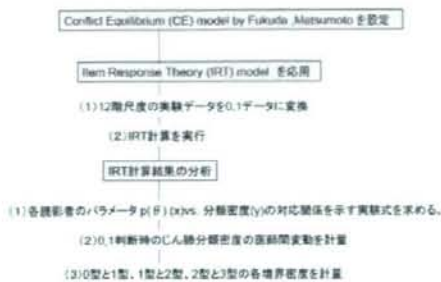 Conflict Equilibrium (CE) model by Fukuda ,Matsumoto を設定
Item Response Theory (IRT) model を応用
(1)12階尺度の実験データを0,1データに変換
(2)IRT計算を実行
IRT計算結果の分析
(1)各読影者のパラメータ p(θ) (x)vs. 分類密度(y)の対応関係を示す実験式を求める。
(2)0,1判断時のじん肺分類密度の医師間変動を計量
(3)0型と1型、1型と2型、2型と3型の各境界密度を計量